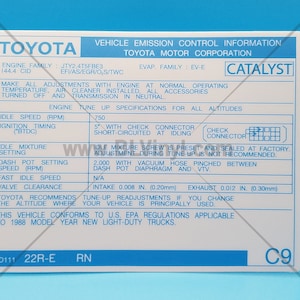 TOYOTA
VEHICLE EMISSION CONTROL INFORMATION
TOYOTA MOTOR CORPORATION
ENGINE FAMILY : JTY2.4T5FBE3
EVAP FAMILY : EV-E
144.4 CID
EFI/AS/EGR/O,S/TWC
CATALYST
MAKE ALL ADJUSTMENTS WITH ENGINE AT NORMAL OPERATING
TEMPERATURE, AIR CLEANER INSTALLED, ALL ACCESSORIES
TURNED OFF AND TRANSMISSION IN NEUTRAL.
ENGINE TUNE UP SPECIFICATIONS FOR ALL ALTITUDES
IDLE SPEED (RPM) 750
IGNITION TIMING (°BTDC)
5° WITH CHECK CONNECTOR SHORT-CIRCUITED AT IDLING
CHECK CONNECTOR
IDLE MIXTURE SETTING
IDLE MIXTURE SCREW IS PRESET AT FACTORY
RECOMMENDED.
DASH POT SETTING SPEED (RPM)
2,000 WITH VACUUM HOSE PINCHED BETWEEN
DASH POT DIAPHRAGM AND VTV.
FAST IDLE SPEED N/A
VALVE CLEARANCE INTAKE 0.008 IN. (0.20mm) EXHAUST 0.012 IN. (0.30mm)
TOYOTA RECOMMENDS TUNE-UP READJUSTMENTS IF YOU CHANGE
THE ALTITUDE WHERE YOUR VEHICLE IS PRINCIPALLY USED.
THIS VEHICLE CONFORMS TO U.S. EPA REGULATIONS APPLICABLE
TO 1988 MODEL YEAR NEW LIGHT-DUTY TRUCKS.
22R-E RN C9